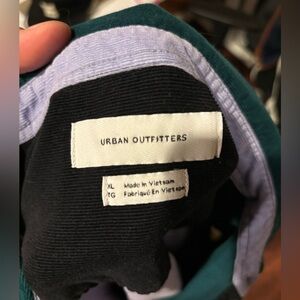 URBAN OUTFITTERS
XL Made in Vietnam
TG Fabriqué En Vietnam